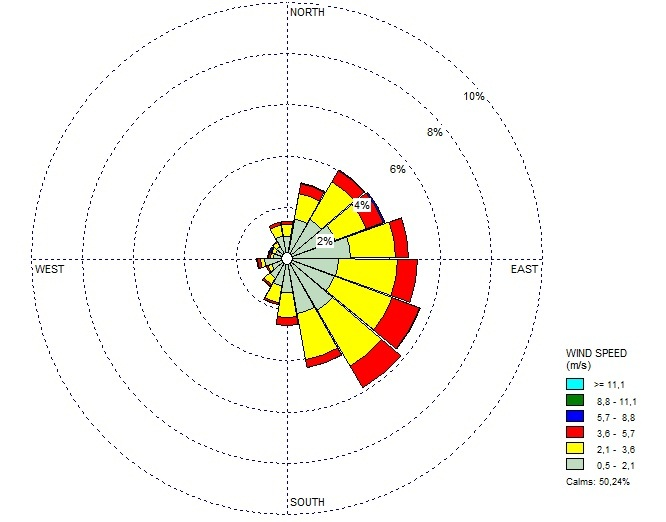 NORTH
10%
8%
6%
4%
2%
WEST
EAST
WIND SPEED
(m/s)
>= 11,1
8,8 - 11,1
5,7 - 8,8
3,6 - 5,7
2,1 - 3,6
0,5 - 2,1
Calms: 50,24%
SOUTH